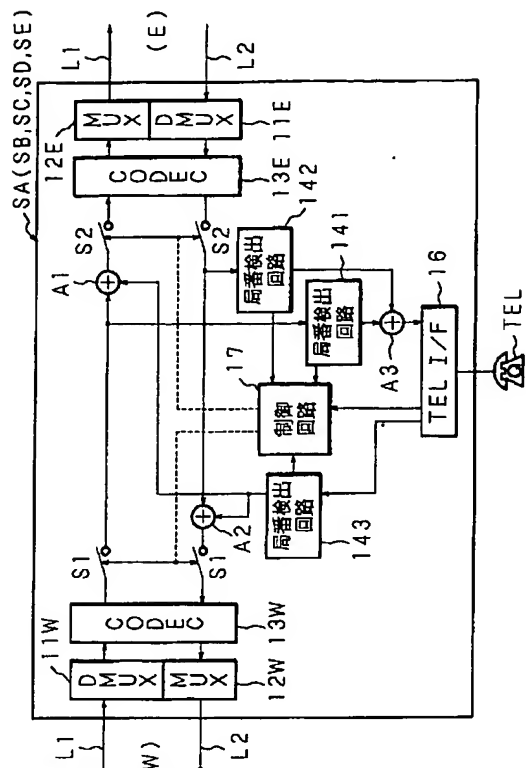 SA(SB,SC,SD,SE)
L1
(E)
L2
12E
MUX
DMUX
11E
CODEC
13E
S2
S2
A1
142
局番検出
回路
141
局番検出
回路
17
制御
回路
A3
16
TEL I/F
TEL
局番検出
回路
143
A2
S1
S1
CODEC
13W
11W
DMUX
MUX
12W
L1
W)
L2